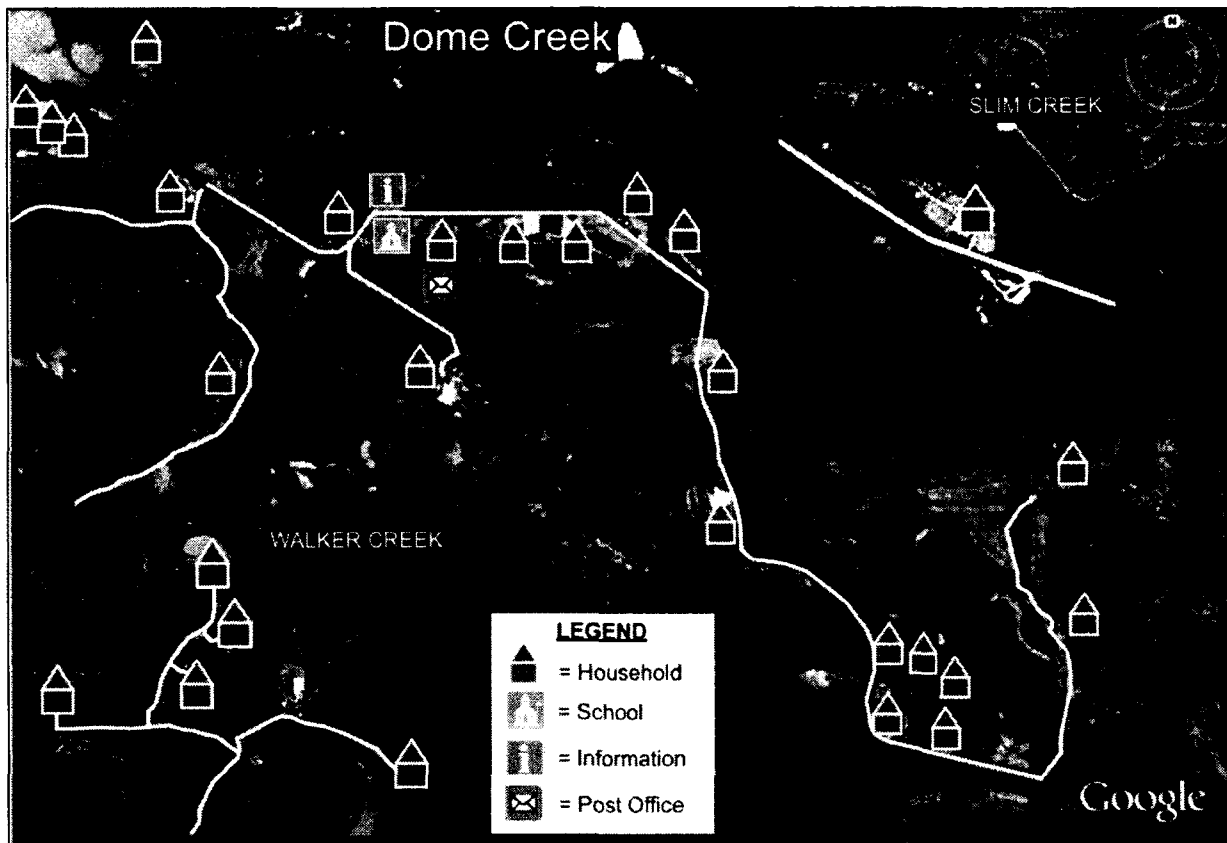 Dome Creek
N
SLIM CREEK
i
WALKER CREEK
LEGEND
= Household
= School
i = Information
= Post Office
Google